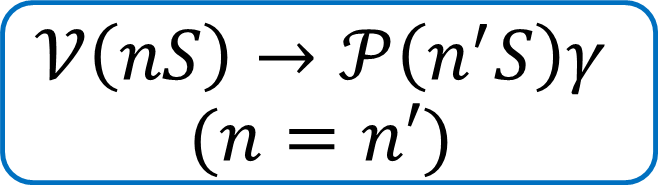 𝒱(nS) → 𝒫(n′S)γ
(n = n′)